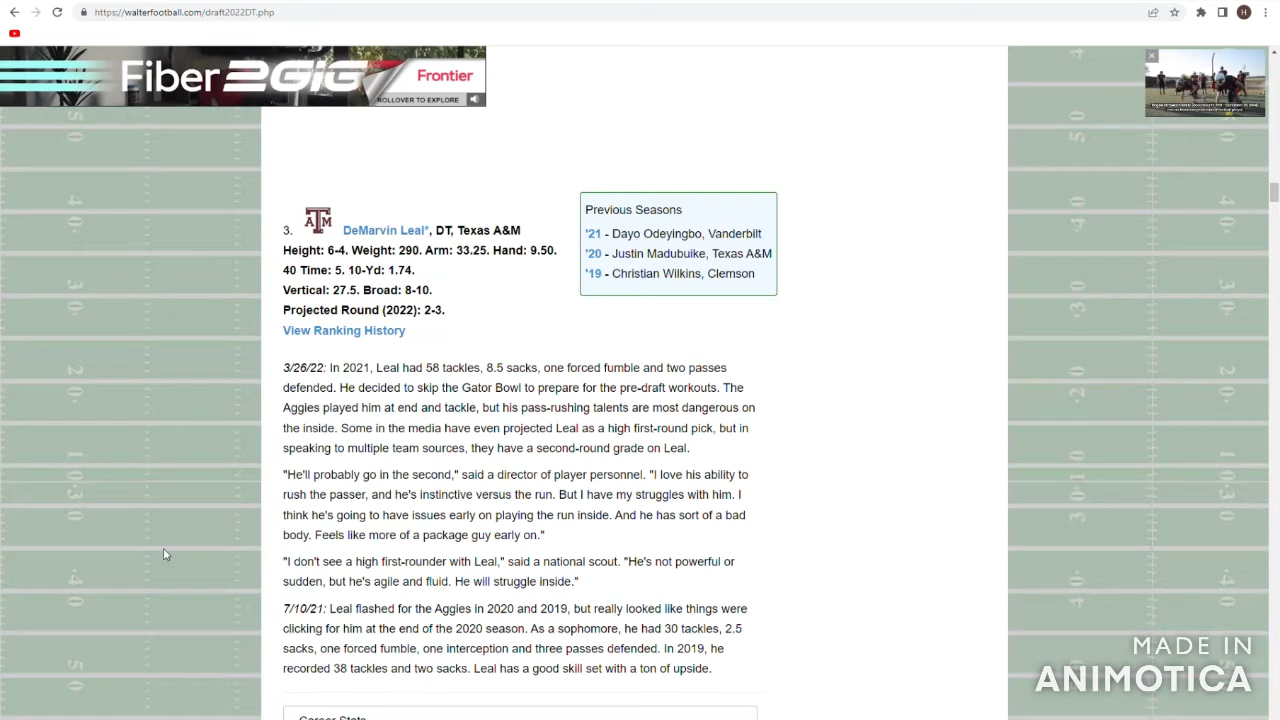 https://walterfootball.com/draft2022DT.php
H
Fiber 2GIG
Frontier
ROLLOVER TO EXPLORE
3. ATM DeMarvin Leal*, DT, Texas A&M
Height: 6-4. Weight: 290. Arm: 33.25. Hand: 9.50.
40 Time: 5. 10-Yd: 1.74.
Vertical: 27.5. Broad: 8-10.
Projected Round (2022): 2-3.
View Ranking History
Previous Seasons
'21 - Dayo Odeyingbo, Vanderbilt
'20 - Justin Madubuike, Texas A&M
'19 - Christian Wilkins, Clemson
3/26/22: In 2021, Leal had 58 tackles, 8.5 sacks, one forced fumble and two passes
defended. He decided to skip the Gator Bowl to prepare for the pre-draft workouts. The
Aggies played him at end and tackle, but his pass-rushing talents are most dangerous on
the inside. Some in the media have even projected Leal as a high first-round pick, but in
speaking to multiple team sources, they have a second-round grade on Leal.
"He'll probably go in the second," said a director of player personnel. "I love his ability to
rush the passer, and he's instinctive versus the run. But I have my struggles with him. I
think he's going to have issues early on playing the run inside. And he has sort of a bad
body. Feels like more of a package guy early on."
"I don't see a high first-rounder with Leal," said a national scout. "He's not powerful or
sudden, but he's agile and fluid. He will struggle inside."
7/10/21: Leal flashed for the Aggies in 2020 and 2019, but really looked like things were
clicking for him at the end of the 2020 season. As a sophomore, he had 30 tackles, 2.5
sacks, one forced fumble, one interception and three passes defended. In 2019, he
recorded 38 tackles and two sacks. Leal has a good skill set with a ton of upside.
Career Stats
MADE IN
ANIMOTICA